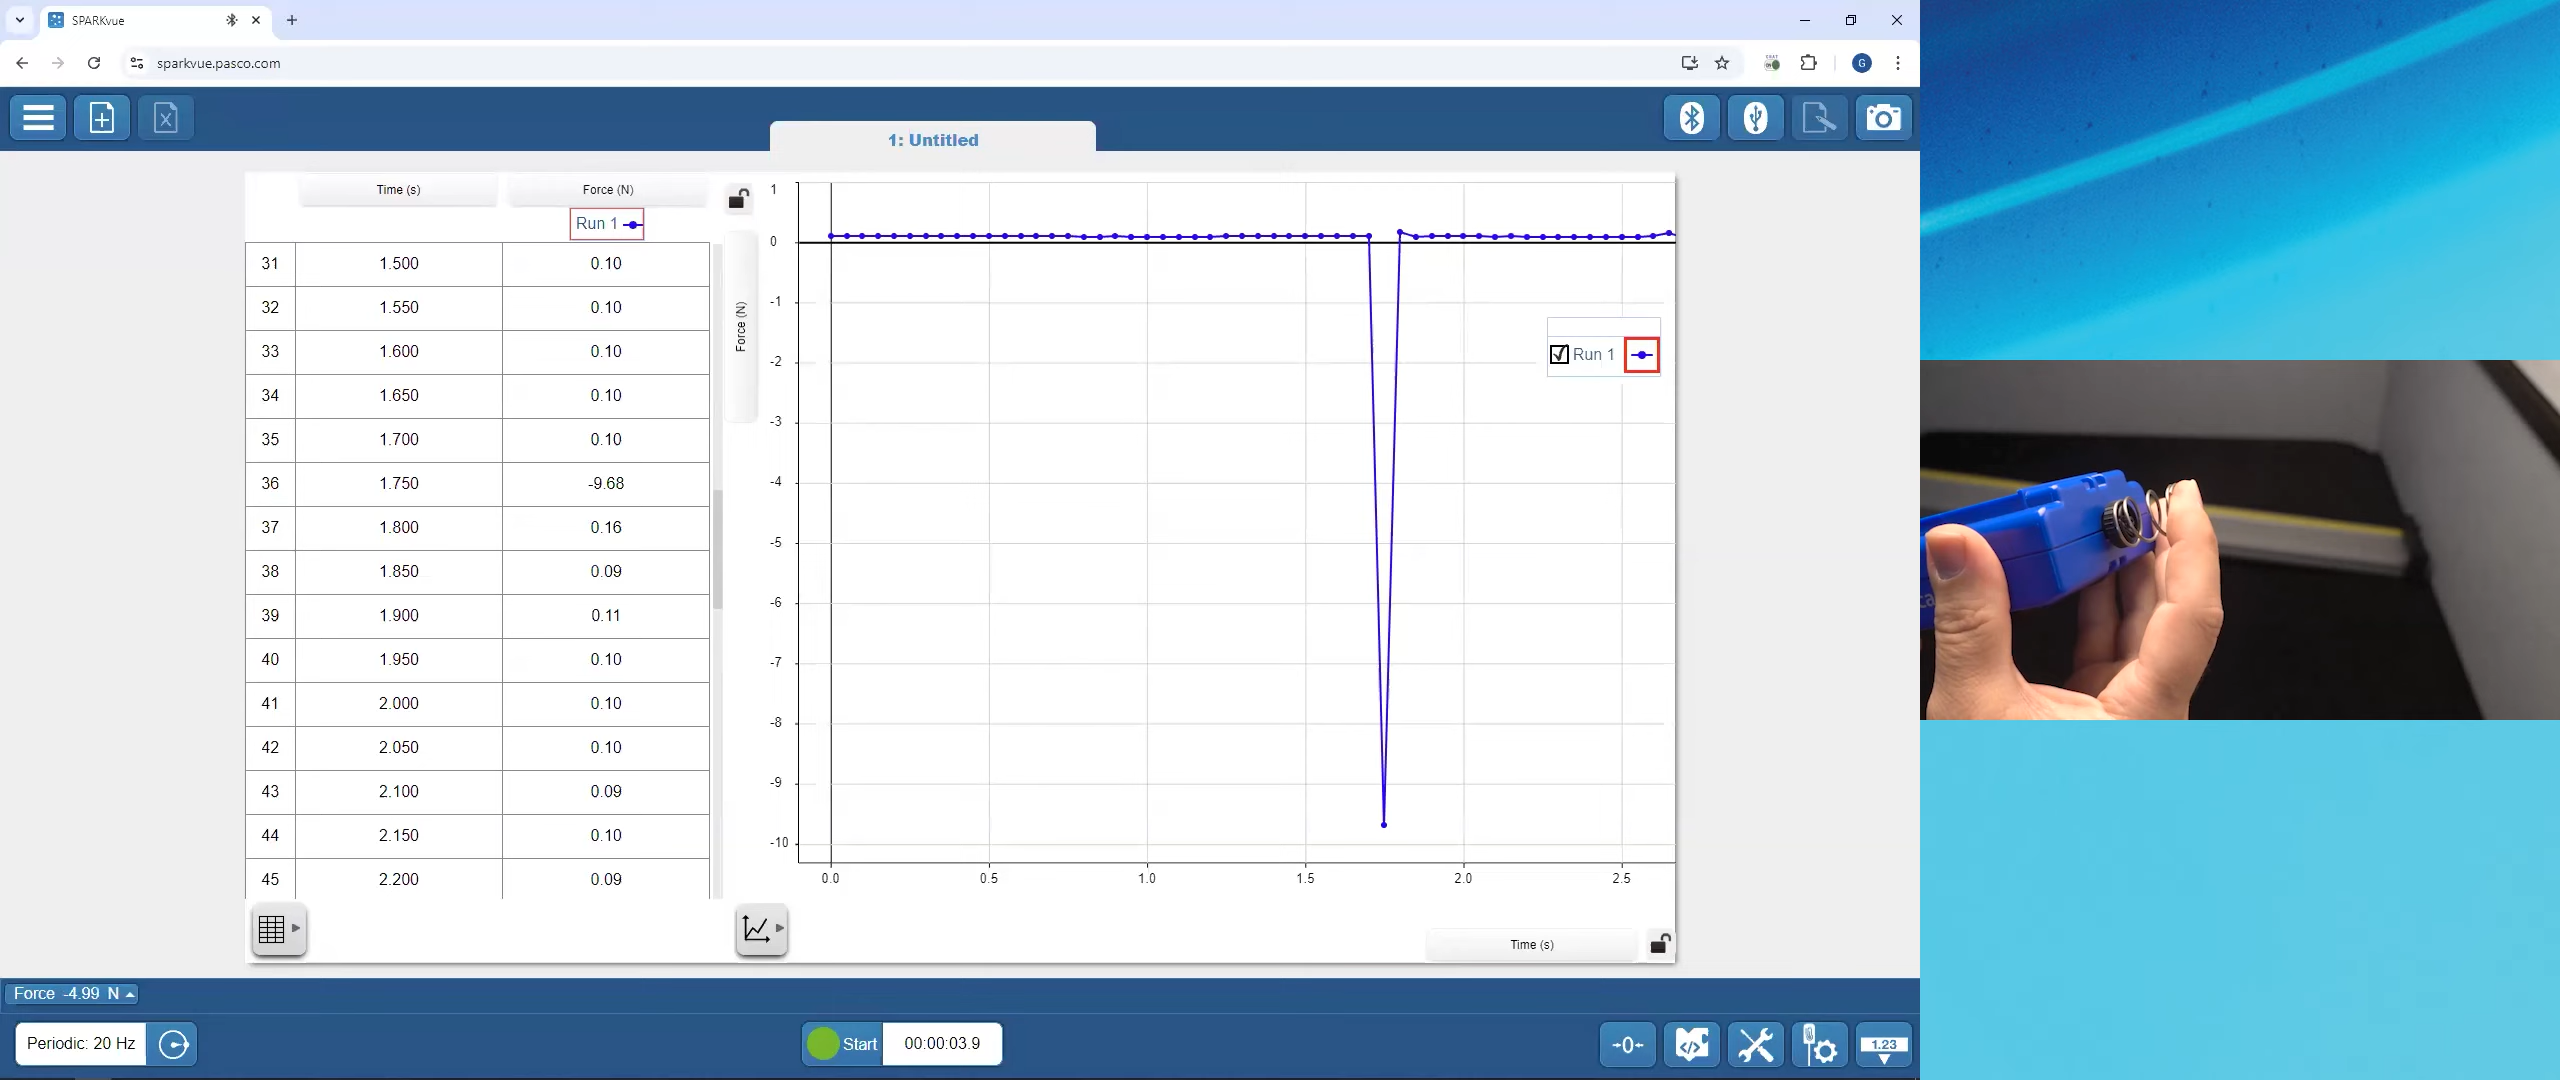 SPARKvue
sparkvue.pasco.com
G
1: Untitled
Time (s) Force (N)
Run 1
31 1.500 0.10
32 1.550 0.10
33 1.600 0.10
34 1.650 0.10
35 1.700 0.10
36 1.750 -9.68
37 1.800 0.16
38 1.850 0.09
39 1.900 0.11
40 1.950 0.10
41 2.000 0.10
42 2.050 0.10
43 2.100 0.09
44 2.150 0.10
45 2.200 0.09
Force (N)
1
0
-1
-2
-3
-4
-5
-6
-7
-8
-9
-10
Run 1
0.0 0.5 1.0 1.5 2.0 2.5
Time (s)
Force -4.99 N
Periodic: 20 Hz
Start 00:00:03.9
→0←
</>
1.23